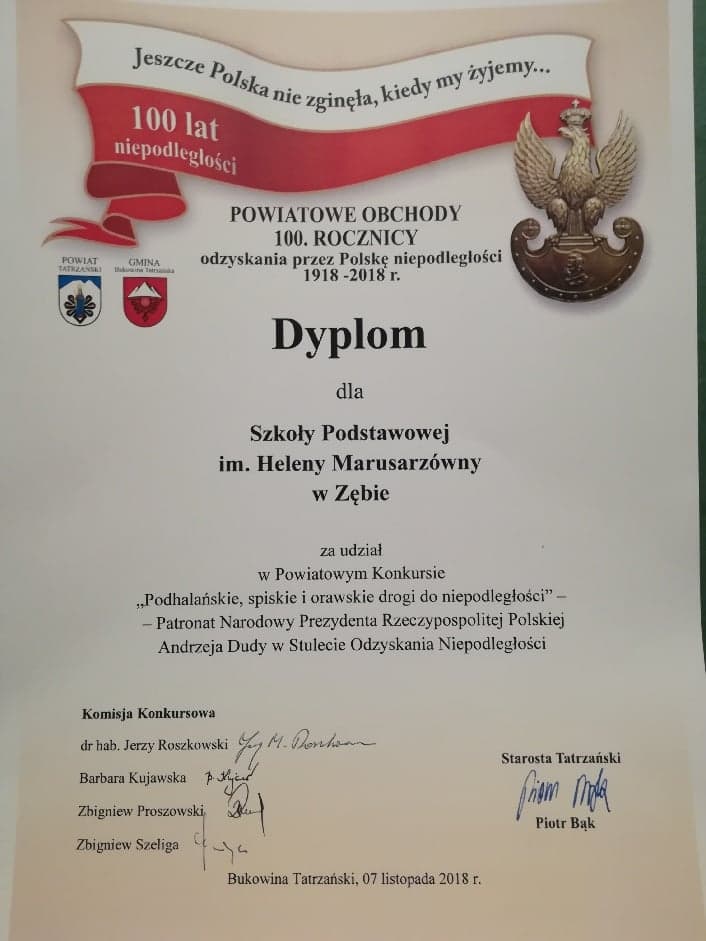 Jeszcze Polska nie zginęła, kiedy my żyjemy...
100 lat
niepodległości
POWIATOWE OBCHODY
100. ROCZNICY
odzyskania przez Polskę niepodległości
1918 -2018 r.
POWIAT
TATRZAŃSKI
GMINA
Bukowina Tatrzańska
Dyplom
dla
Szkoły Podstawowej
im. Heleny Marusarzówny
w Zębie
za udział
w Powiatowym Konkursie
„Podhalańskie, spiskie i orawskie drogi do niepodległości” –
– Patronat Narodowy Prezydenta Rzeczypospolitej Polskiej
Andrzeja Dudy w Stulecie Odzyskania Niepodległości
Komisja Konkursowa
dr hab. Jerzy Roszkowski
Barbara Kujawska
Zbigniew Proszowski
Zbigniew Szeliga
Starosta Tatrzański
Piotr Bąk
Bukowina Tatrzański, 07 listopada 2018 r.